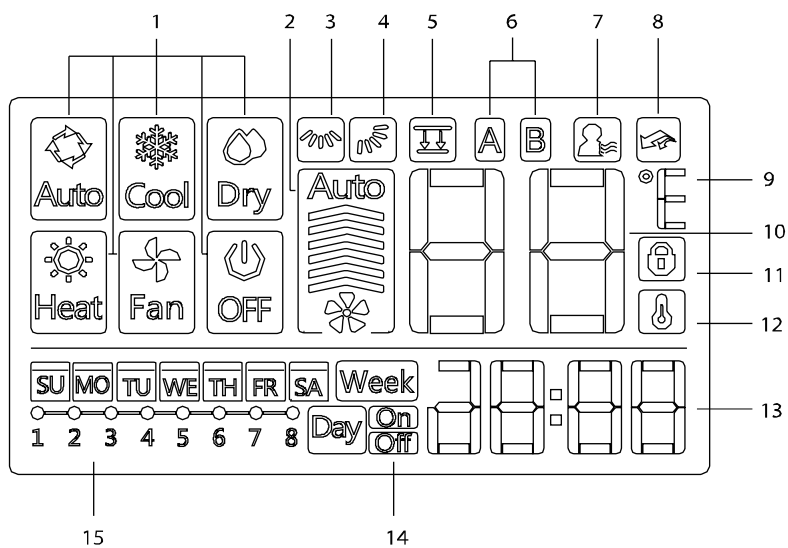 1 2 3 4 5 6 7 8
A B
Auto Cool Dry Auto
9
10
11
Heat Fan OFF
12
SU MO TU WE TH FR SA Week
Day On
Off
88:88 13
1 2 3 4 5 6 7 8
15 14